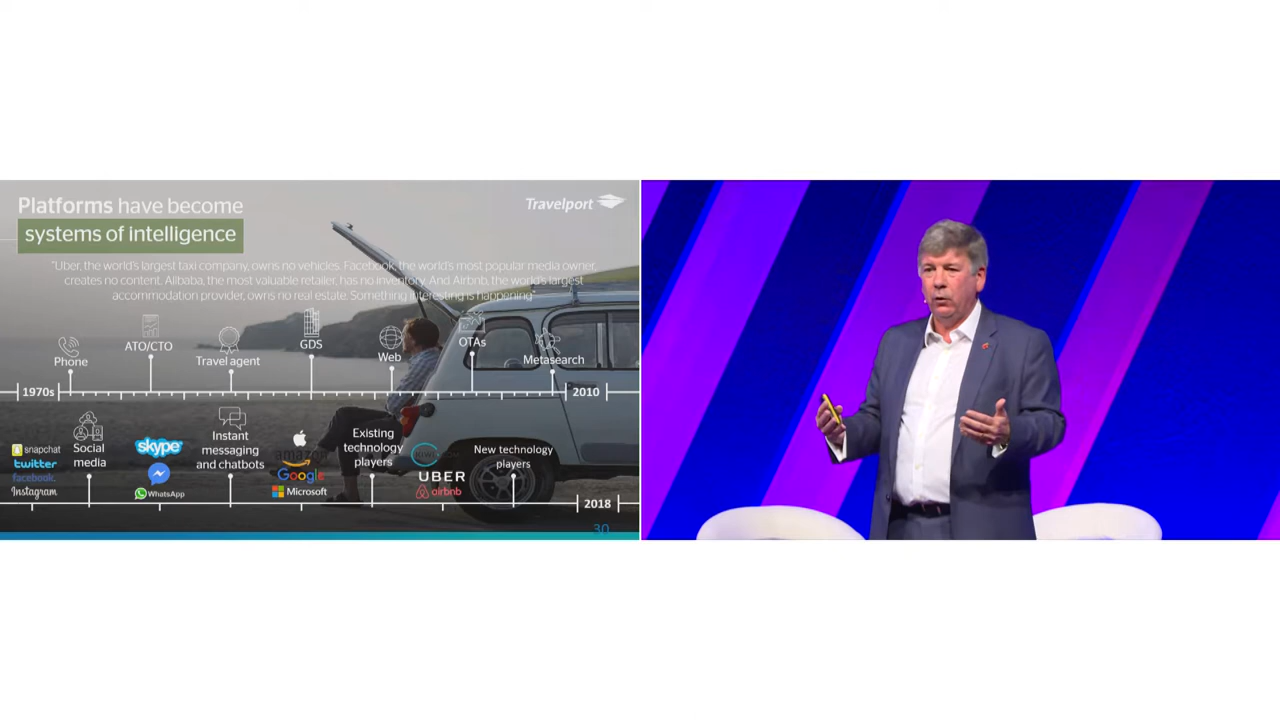 Platforms have become
systems of intelligence
Travelport
"Uber, the world's largest taxi company, owns no vehicles. Facebook, the world's most popular media owner,
creates no content. Alibaba, the most valuable retailer, has no inventory. And Airbnb, the world's largest
accommodation provider, owns no real estate. Something interesting is happening"
Phone
ATO/CTO
Travel agent
GDS
Web
OTAs
Metasearch
1970s
2010
snapchat
twitter
facebook.
Instagram
Social
media
skype
WhatsApp
Instant
messaging
and chatbots
amazon
Google
Microsoft
Existing
technology
players
UBER
airbnb
New technology
players
2018
30